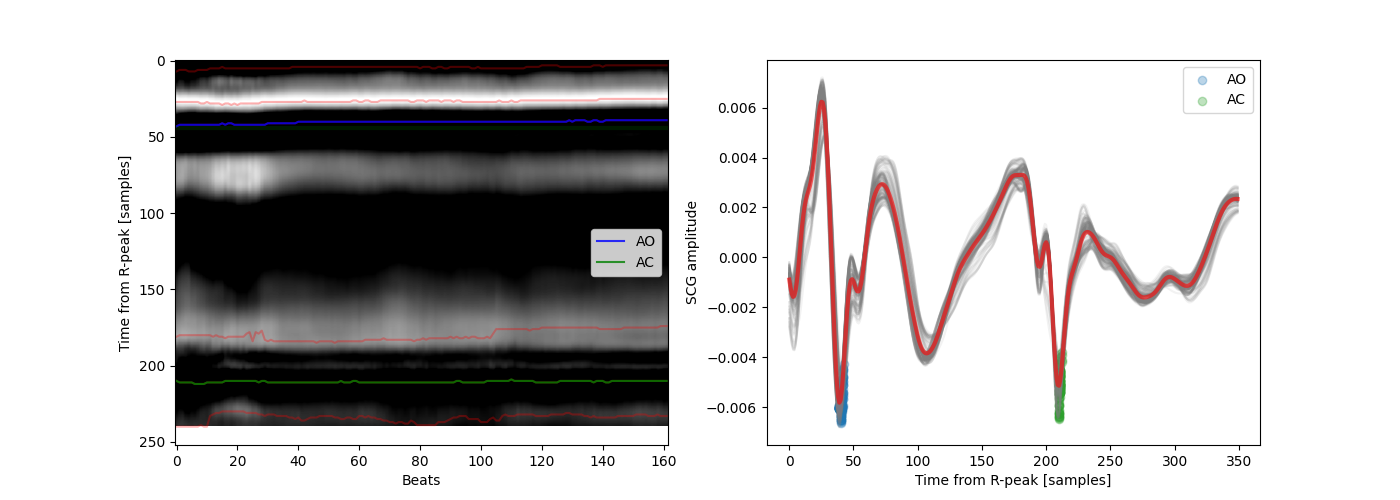 0
50
100
150
200
250
Time from R-peak [samples]
0 20 40 60 80 100 120 140 160
Beats
AO
AC
0.006
0.004
0.002
0.000
−0.002
−0.004
−0.006
SCG amplitude
0 50 100 150 200 250 300 350
Time from R-peak [samples]
AO
AC